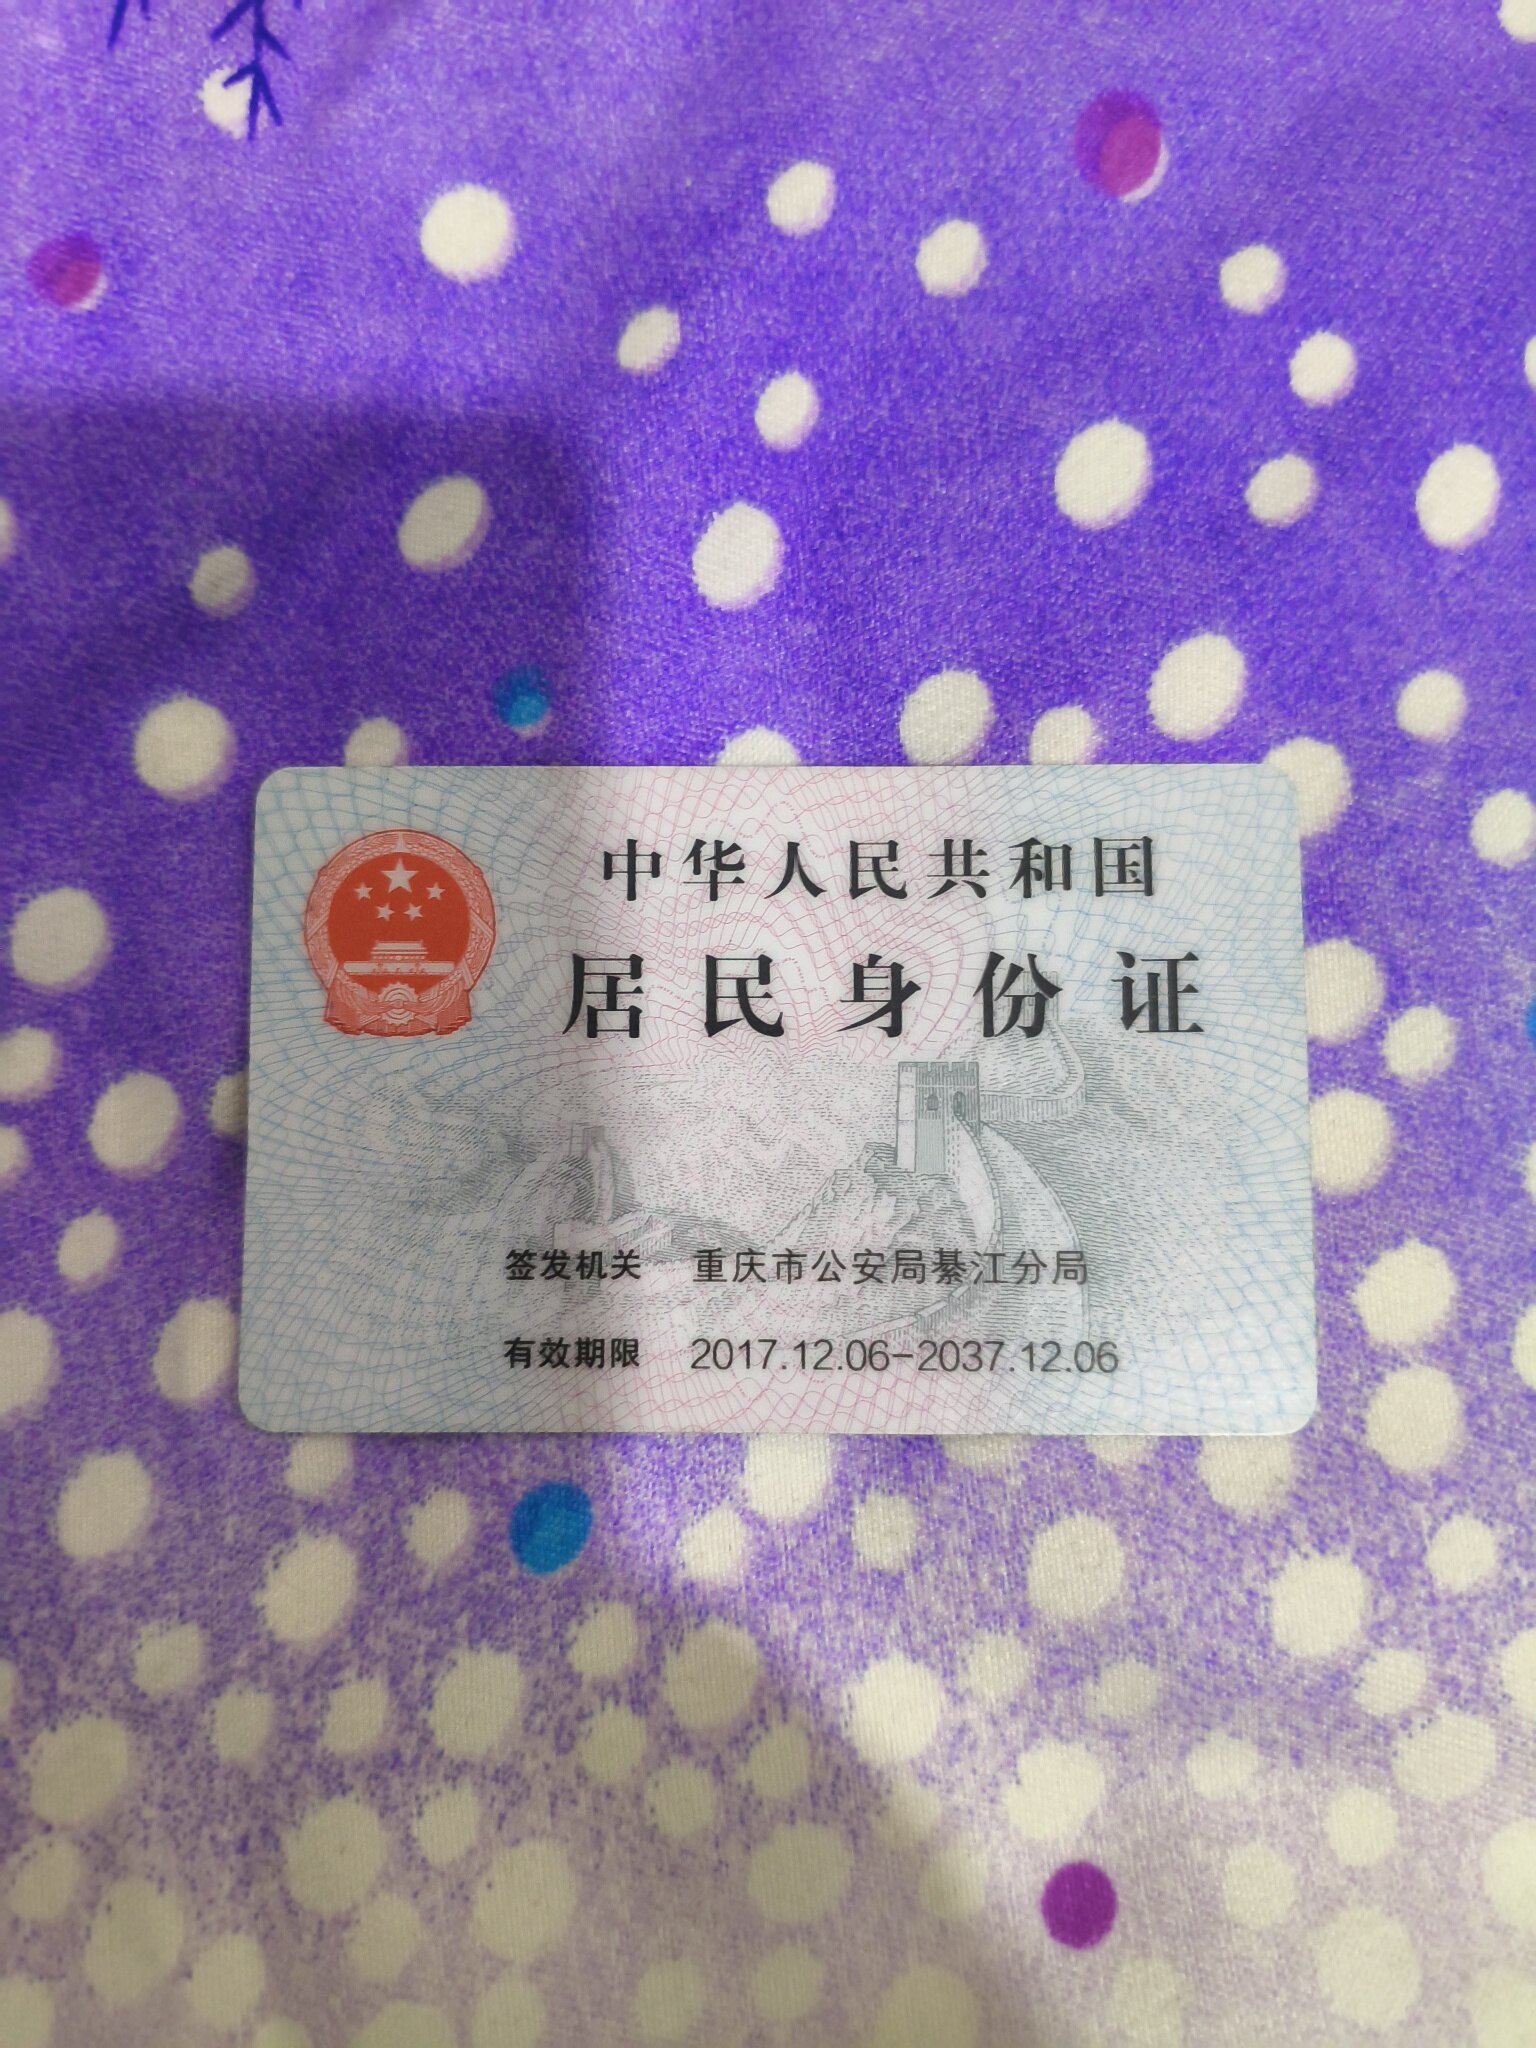 中华人民共和国
居民身份证
签发机关 重庆市公安局綦江分局
有效期限 2017.12.06-2037.12.06